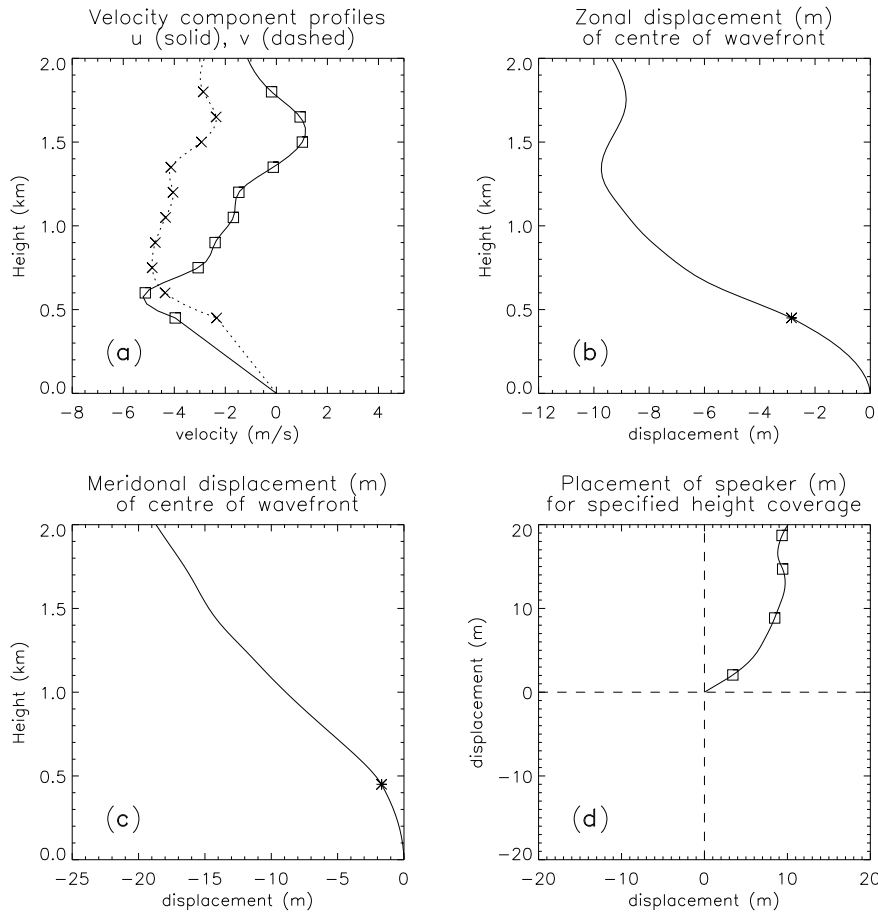 Velocity component profiles
u (solid), v (dashed)
2.0
1.5
1.0
0.5
0.0
Height (km)
(a)
-8 -6 -4 -2 0 2 4
velocity (m/s)
Zonal displacement (m)
of centre of wavefront
2.0
1.5
1.0
0.5
0.0
Height (km)
(b)
-12 -10 -8 -6 -4 -2 0
displacement (m)
Meridonal displacement (m)
of centre of wavefront
2.0
1.5
1.0
0.5
0.0
Height (km)
(c)
-25 -20 -15 -10 -5 0
displacement (m)
Placement of speaker (m)
for specified height coverage
20
10
0
-10
-20
displacement (m)
(d)
-20 -10 0 10 20
displacement (m)